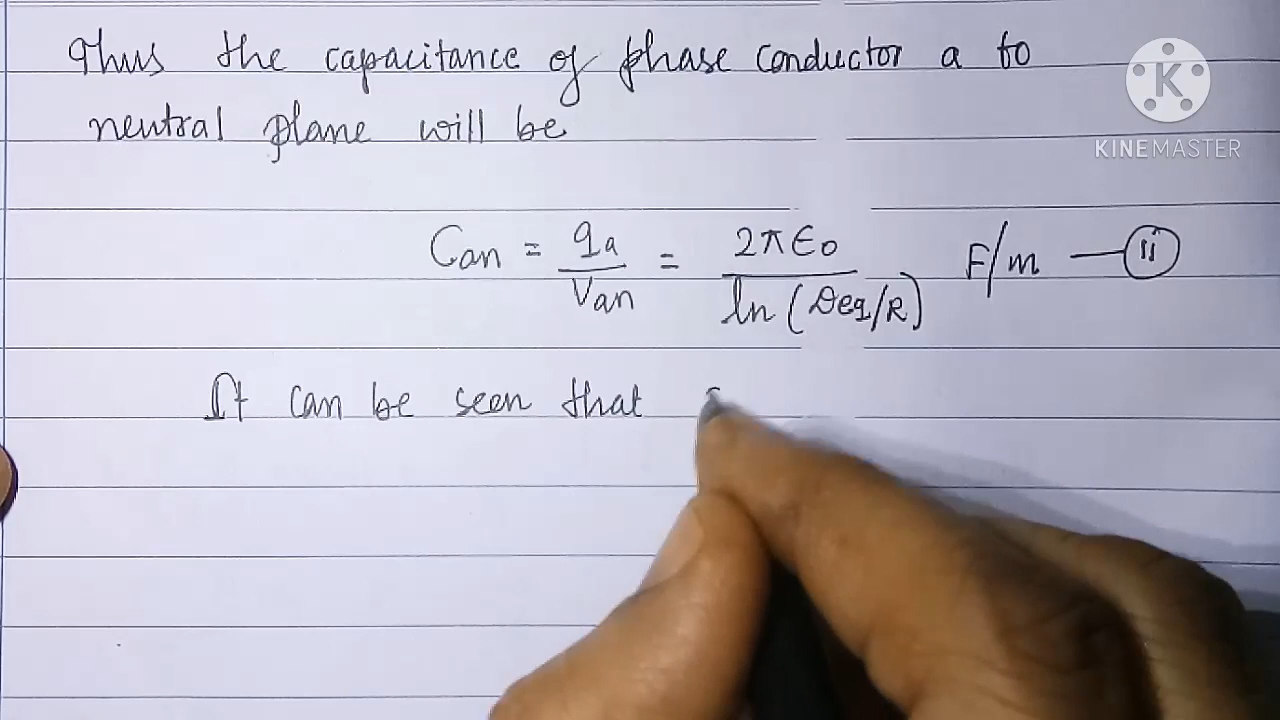 Thus the capacitance of phase conductor a to
neutral plane will be
Can = qa/Van = 2πϵ0/ln(Deq/R) F/m — ii
It can be seen that
K
KINEMASTER